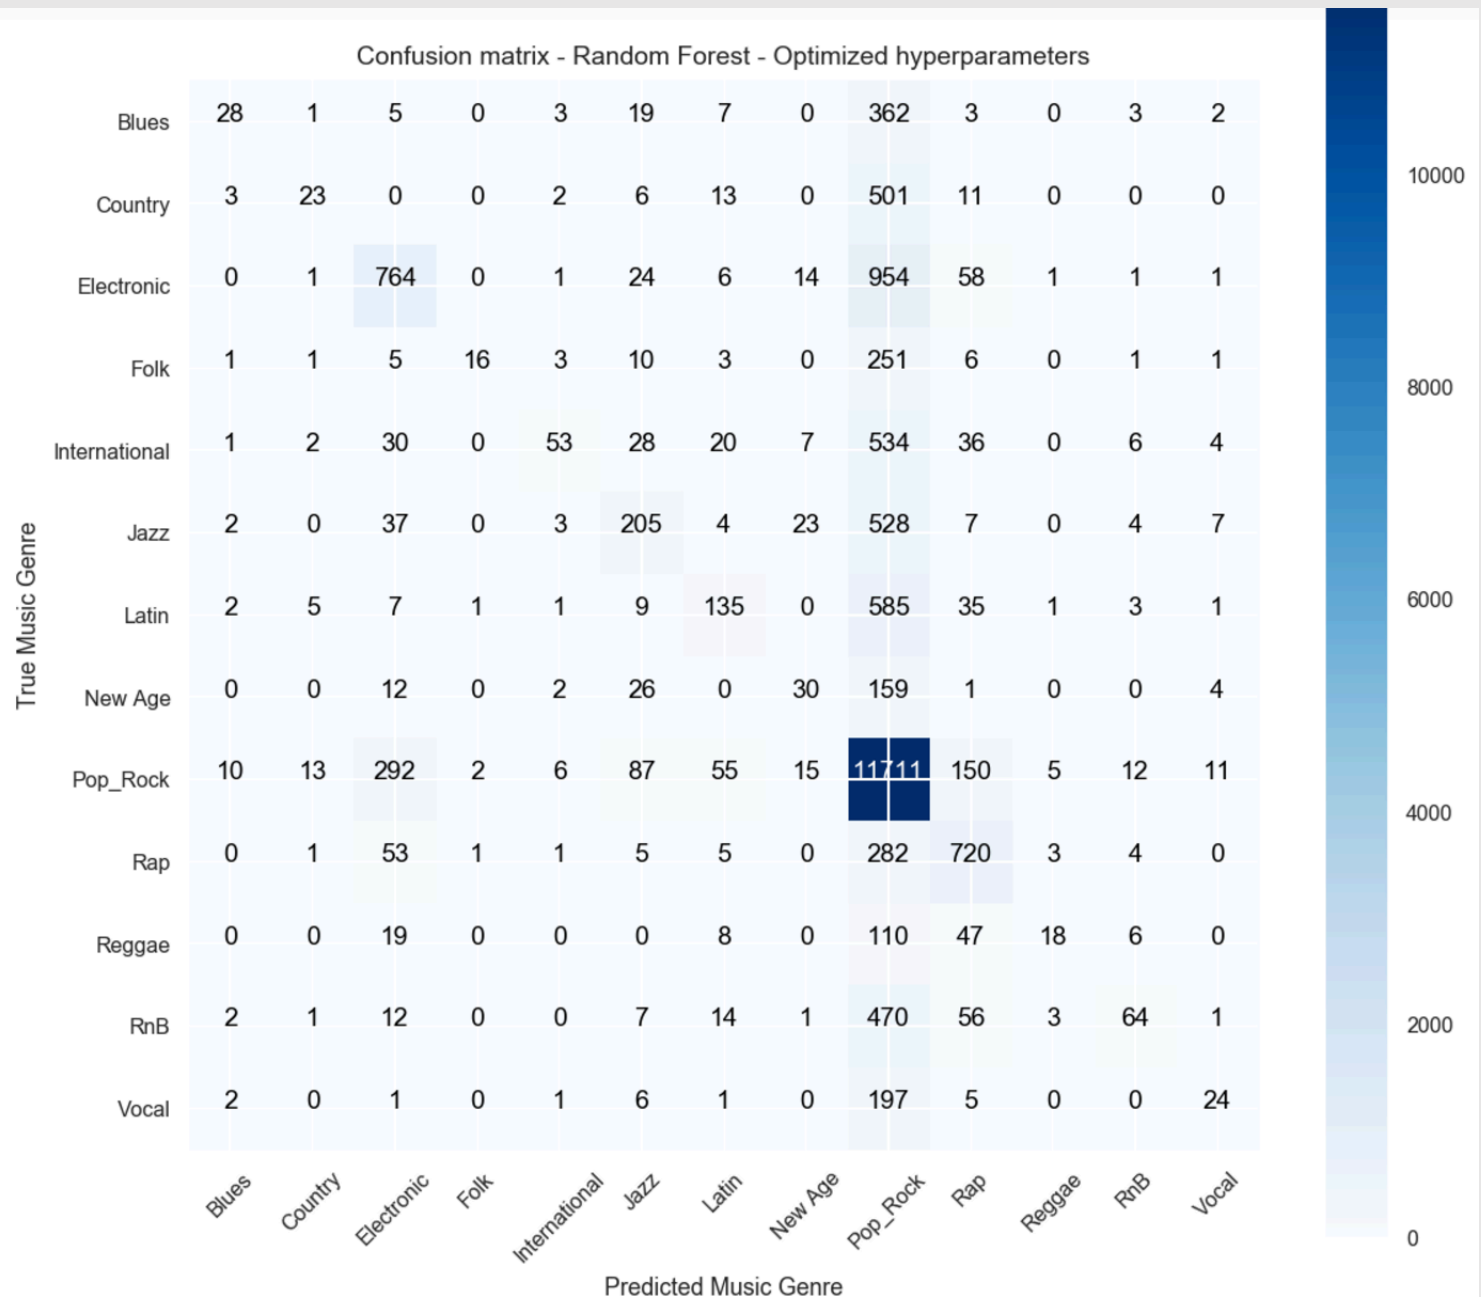 Confusion matrix - Random Forest - Optimized hyperparameters
Blues 28 1 5 0 3 19 7 0 362 3 0 3 2
Country 3 23 0 0 2 6 13 0 501 11 0 0 0
Electronic 0 1 764 0 1 24 6 14 954 58 1 1 1
Folk 1 1 5 16 3 10 3 0 251 6 0 1 1
International 1 2 30 0 53 28 20 7 534 36 0 6 4
Jazz 2 0 37 0 3 205 4 23 528 7 0 4 7
Latin 2 5 7 1 1 9 135 0 585 35 1 3 1
New Age 0 0 12 0 2 26 0 30 159 1 0 0 4
Pop_Rock 10 13 292 2 6 87 55 15 11711 150 5 12 11
Rap 0 1 53 1 1 5 5 0 282 720 3 4 0
Reggae 0 0 19 0 0 0 8 0 110 47 18 6 0
RnB 2 1 12 0 0 7 14 1 470 56 3 64 1
Vocal 2 0 1 0 1 6 1 0 197 5 0 0 24
Blues Country Electronic Folk International Jazz Latin New Age Pop_Rock Rap Reggae RnB Vocal
Predicted Music Genre
True Music Genre
10000
8000
6000
4000
2000
0